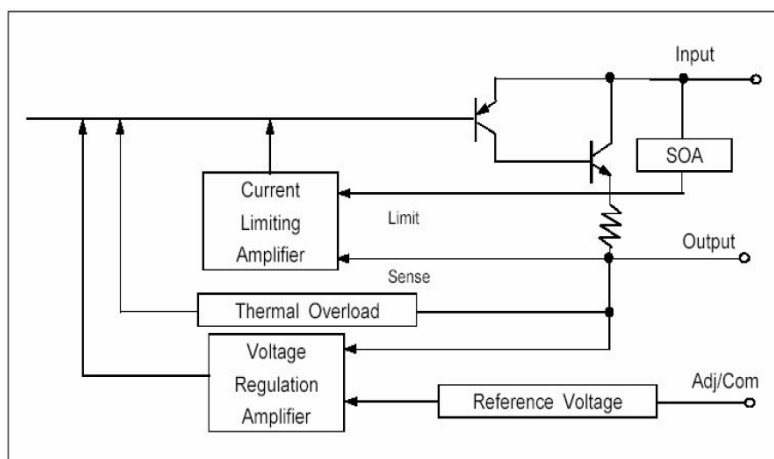 Input
SOA
Current
Limiting
Amplifier
Limit
Output
Sense
Thermal Overload
Voltage
Regulation
Amplifier
Adj/Com
Reference Voltage